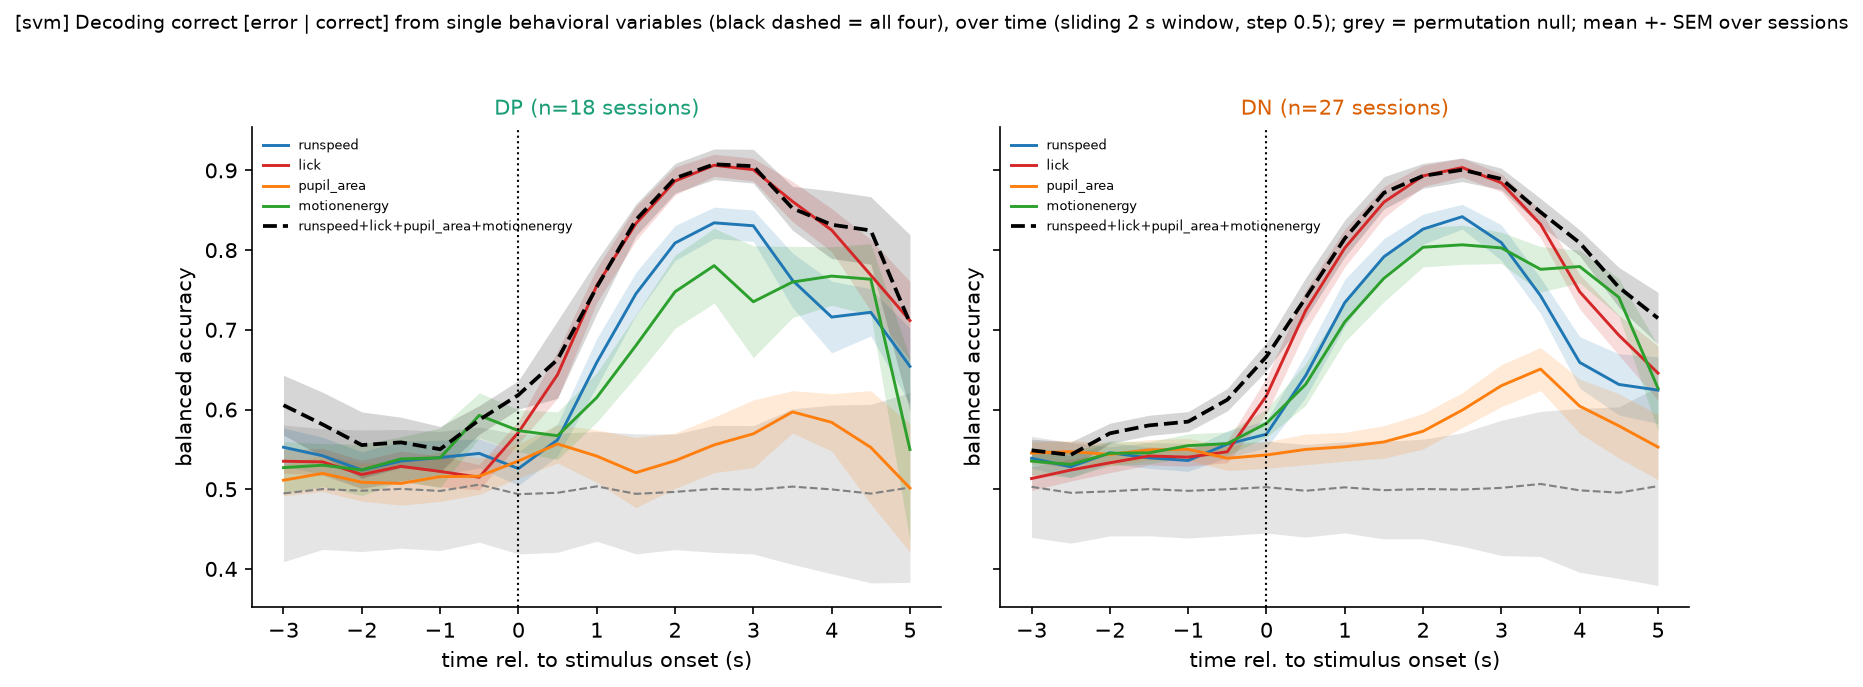 [svm] Decoding correct [error | correct] from single behavioral variables (black dashed = all four), over time (sliding 2 s window, step 0.5); grey = permutation null; mean +- SEM over sessions
DP (n=18 sessions)
runspeed
lick
pupil_area
motionenergy
runspeed+lick+pupil_area+motionenergy
balanced accuracy
0.9
0.8
0.7
0.6
0.5
0.4
−3 −2 −1 0 1 2 3 4 5
time rel. to stimulus onset (s)
DN (n=27 sessions)
runspeed
lick
pupil_area
motionenergy
runspeed+lick+pupil_area+motionenergy
balanced accuracy
−3 −2 −1 0 1 2 3 4 5
time rel. to stimulus onset (s)